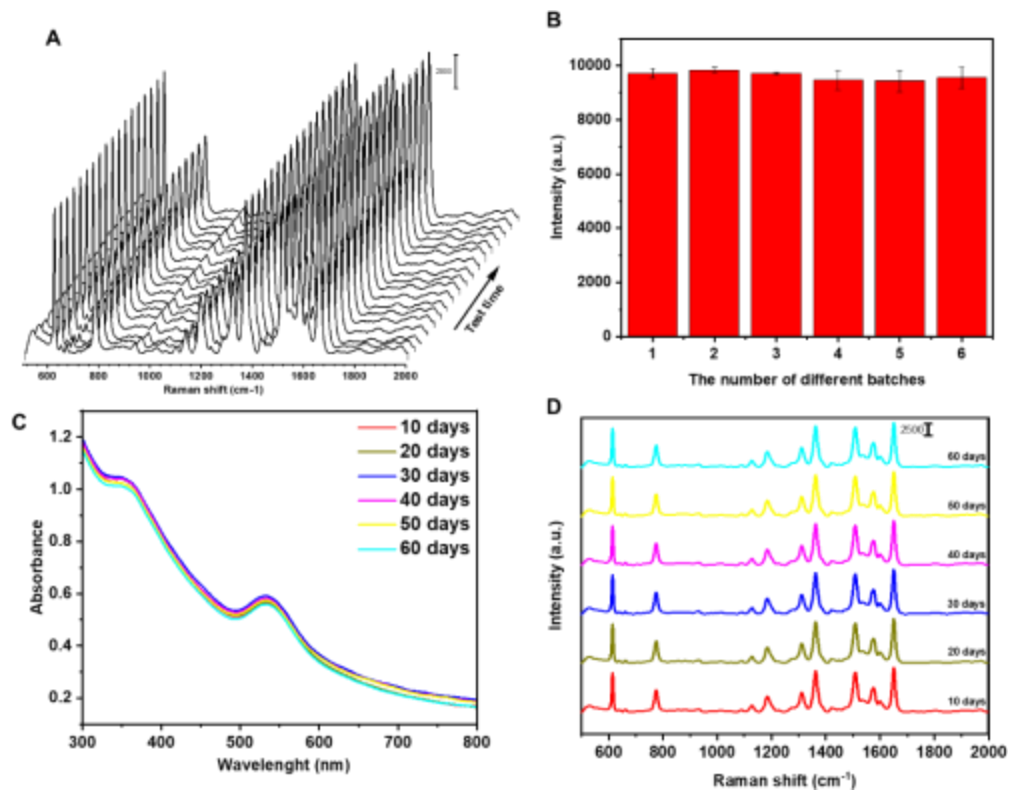 A
600 800 1000 1200 1400 1600 1800 2000
Raman shift (cm-1)
Test time
B
10000
8000
6000
4000
2000
0
Intensity (a.u.)
1 2 3 4 5 6
The number of different batches
C
1.2
1.0
0.8
0.6
0.4
0.2
Absorbance
10 days
20 days
30 days
40 days
50 days
60 days
300 400 500 600 700 800
Wavelenght (nm)
D
2500
60 days
50 days
40 days
30 days
20 days
10 days
Intensity (a.u.)
600 800 1000 1200 1400 1600 1800 2000
Raman shift (cm-1)